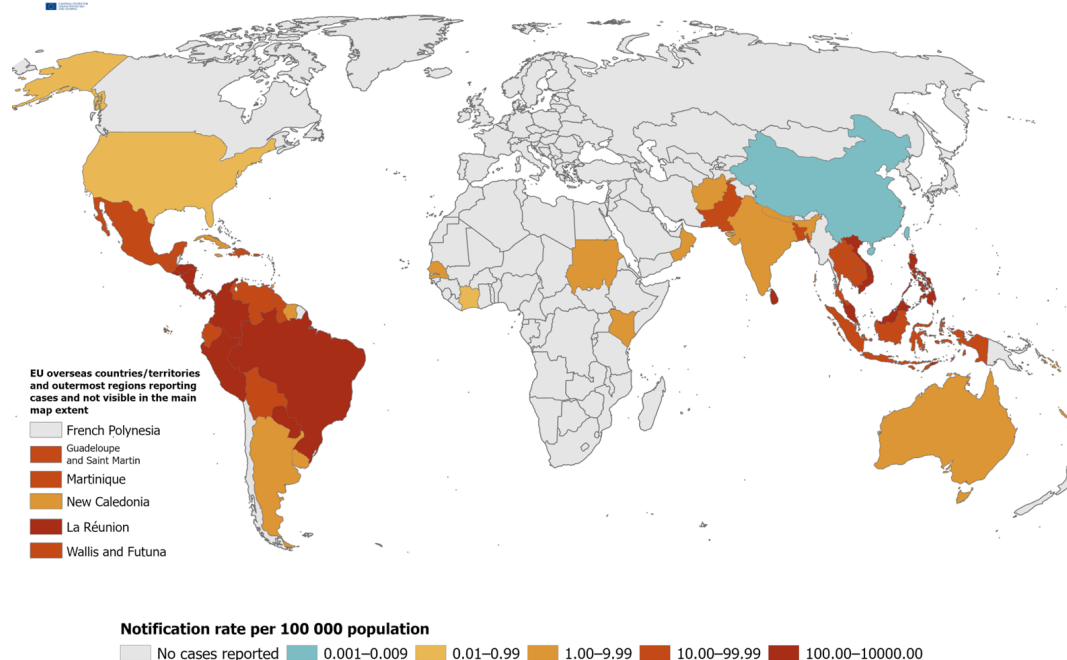 EU overseas countries/territories
and outermost regions reporting
cases and not visible in the main
map extent
French Polynesia
Guadeloupe
and Saint Martin
Martinique
New Caledonia
La Réunion
Wallis and Futuna
Notification rate per 100 000 population
No cases reported
0.001–0.009
0.01–0.99
1.00–9.99
10.00–99.99
100.00–10000.00